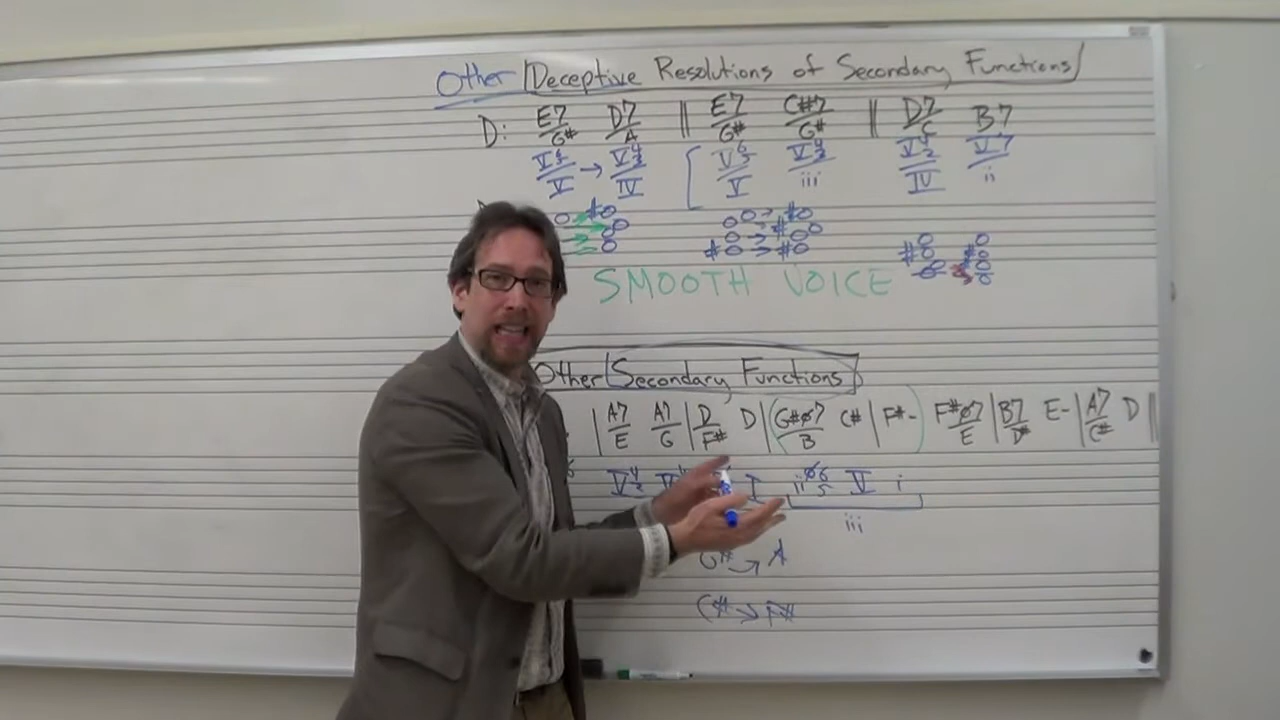 Other Deceptive Resolutions of Secondary Functions
D: E7/G# D7/A || E7/G# C#7/G# || D7/C B7
V/V → V4/3/IV V6/5/V V4/3/iii V4/2/IV V7/ii
SMOOTH VOICE
Other Secondary Functions
| A7/E A7/G | D/F# D | (G#ø7/B C# | F#-) F#ø7/E | B7/D# E- | A7/C# D ||
V4/2 I iiø6/5 V i
iii
G# → A
C# → F#